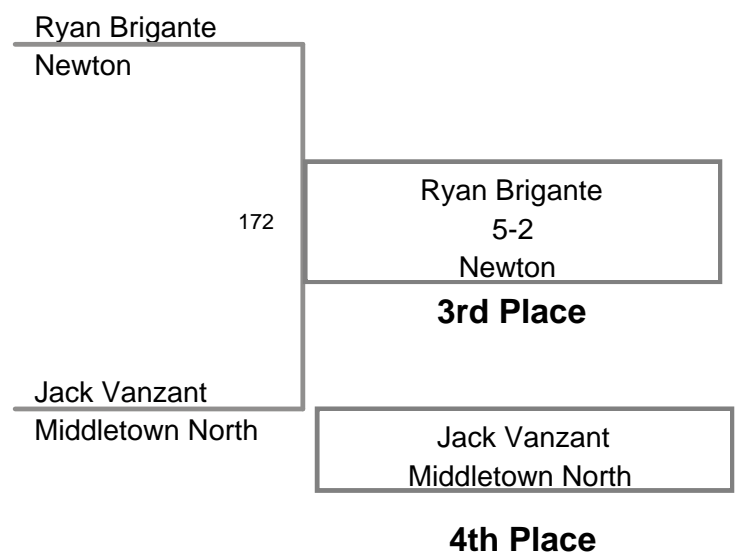 Ryan Brigante
Newton
172
Ryan Brigante
5-2
Newton
3rd Place
Jack Vanzant
Middletown North
Jack Vanzant
Middletown North
4th Place